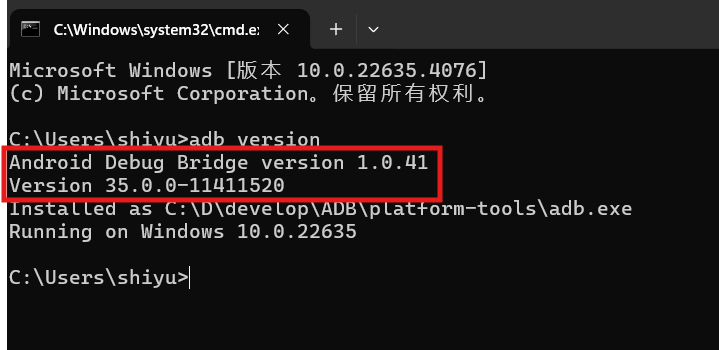 C:\Windows\system32\cmd.e
Microsoft Windows [版本 10.0.22635.4076]
(c) Microsoft Corporation。保留所有权利。
C:\Users\shiyu>adb version
Android Debug Bridge version 1.0.41
Version 35.0.0-11411520
Installed as C:\D\develop\ADB\platform-tools\adb.exe
Running on Windows 10.0.22635
C:\Users\shiyu>